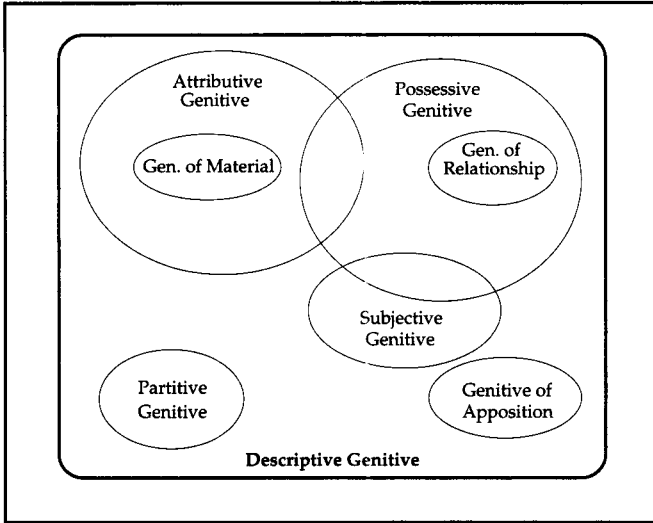 Attributive
Genitive
Possessive
Genitive
Gen. of Material
Gen. of
Relationship
Subjective
Genitive
Partitive
Genitive
Genitive of
Apposition
Descriptive Genitive